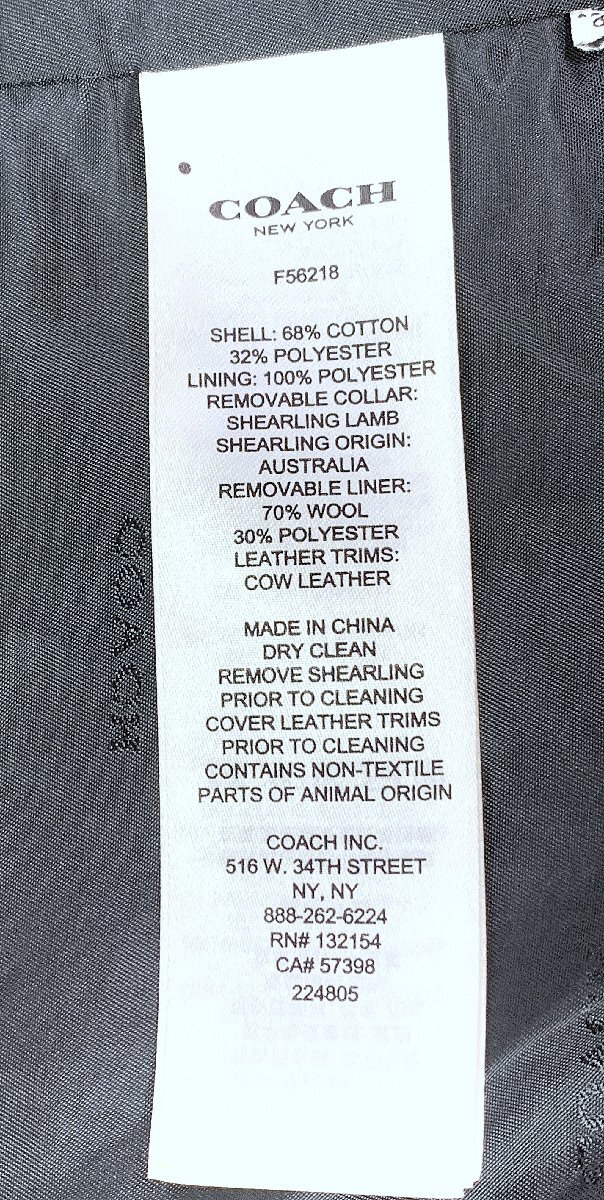 COACH
NEW YORK
F56218
SHELL: 68% COTTON
32% POLYESTER
LINING: 100% POLYESTER
REMOVABLE COLLAR:
SHEARLING LAMB
SHEARLING ORIGIN:
AUSTRALIA
REMOVABLE LINER:
70% WOOL
30% POLYESTER
LEATHER TRIMS:
COW LEATHER
MADE IN CHINA
DRY CLEAN
REMOVE SHEARLING
PRIOR TO CLEANING
COVER LEATHER TRIMS
PRIOR TO CLEANING
CONTAINS NON-TEXTILE
PARTS OF ANIMAL ORIGIN
COACH INC.
516 W. 34TH STREET
NY, NY
888-262-6224
RN# 132154
CA# 57398
224805